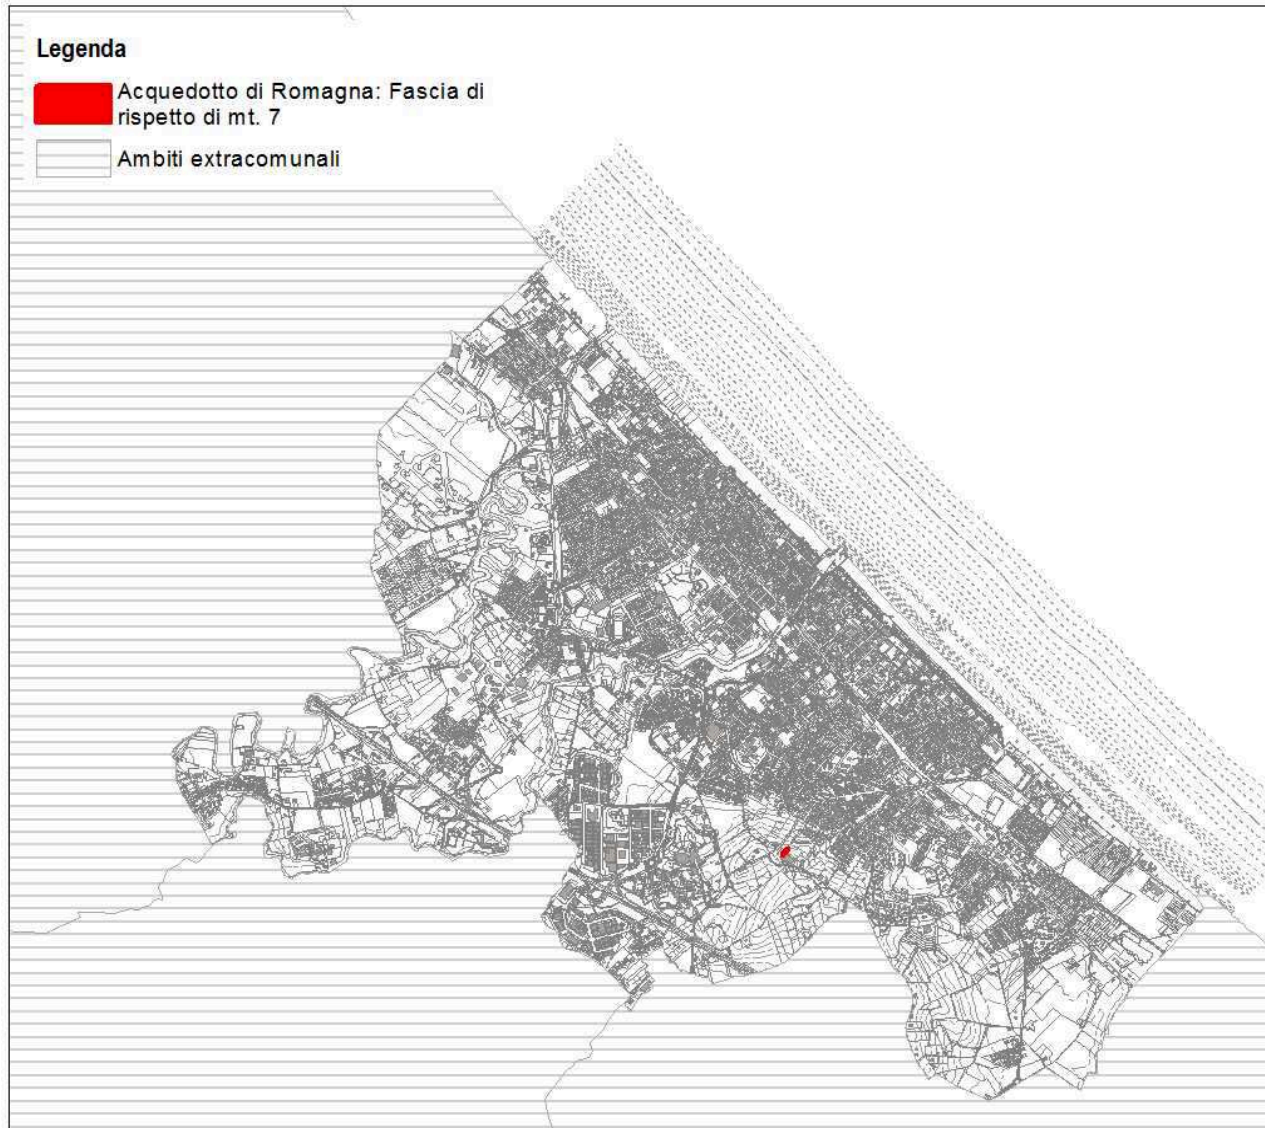 Legenda
Acquedotto di Romagna: Fascia di
rispetto di mt. 7
Ambiti extracomunali